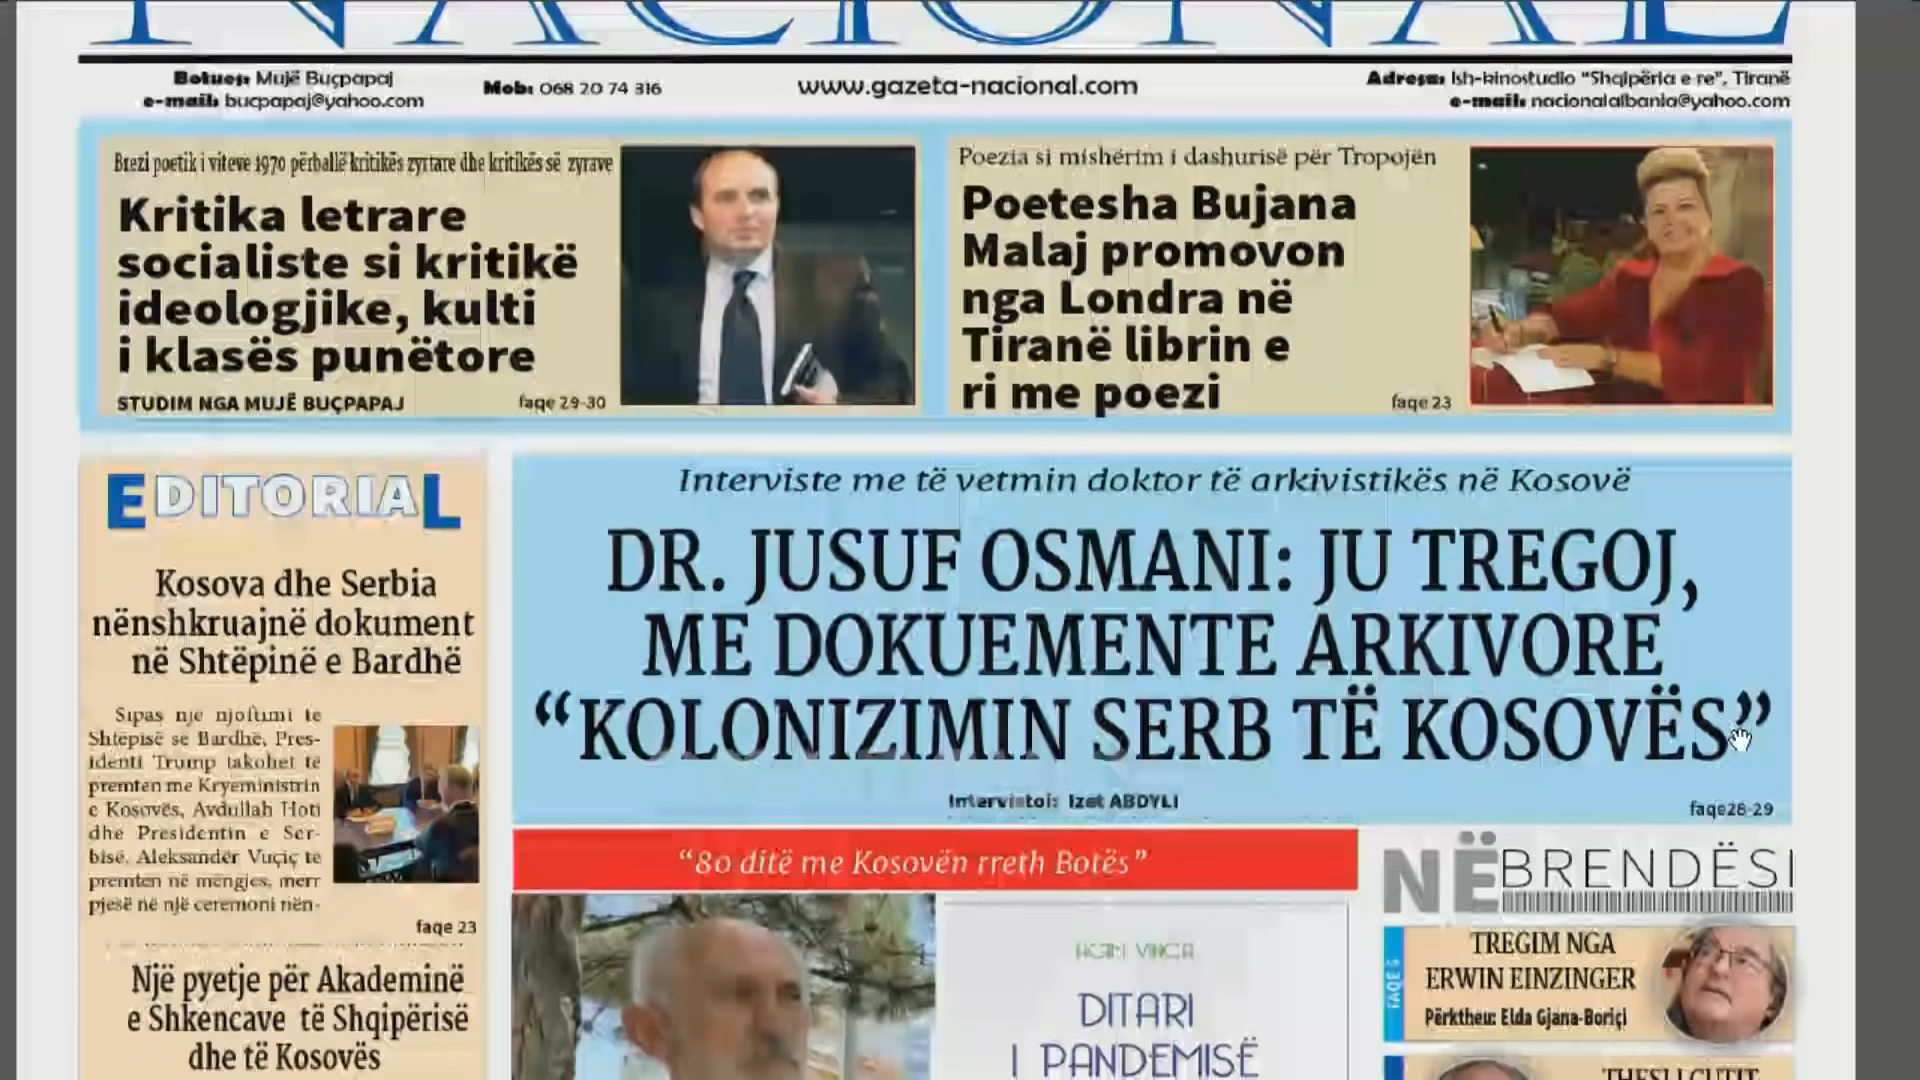 NACIONAL
Botues: Mujë Buçpapaj
e-mail: bucpapaj@yahoo.com
Mob: 068 20 74 316
www.gazeta-nacional.com
Adresa: Ish-kinostudio “Shqipëria e re”, Tiranë
e-mail: nacionalalbania@yahoo.com
Brezi poetik i viteve 1970 përballë kritikës zyrtare dhe kritikës së zyrave
Kritika letrare
socialiste si kritikë
ideologjike, kulti
i klasës punëtore
STUDIM NGA MUJË BUÇPAPAJ
faqe 29-30
Poezia si mishërim i dashurisë për Tropojën
Poetesha Bujana
Malaj promovon
nga Londra në
Tiranë librin e
ri me poezi
faqe 23
EDITORIAL
Kosova dhe Serbia
nënshkruajnë dokument
në Shtëpinë e Bardhë
Sipas një njoftimi të
Shtëpisë së Bardhë, Pres-
identi Trump takohet të
premten me Kryeministrin
e Kosovës, Avdullah Hoti
dhe Presidentin e Ser-
bisë, Aleksandër Vuçiç të
premten në mëngjes, merr
pjesë në një ceremoni nën-
faqe 23
Një pyetje për Akademinë
e Shkencave të Shqipërisë
dhe të Kosovës
Interviste me të vetmin doktor të arkivistikës në Kosovë
DR. JUSUF OSMANI: JU TREGOJ,
ME DOKUEMENTE ARKIVORE
“KOLONIZIMIN SERB TË KOSOVËS”
Intervistoi: Izet ABDYLI
faqe28-29
“80 ditë me Kosovën rreth Botës”
AGIM VINCA
DITARI
I PANDEMISË
NË BRENDËSI
FAQE 6
TREGIM NGA
ERWIN EINZINGER
Përktheu: Elda Gjana-Boriçi